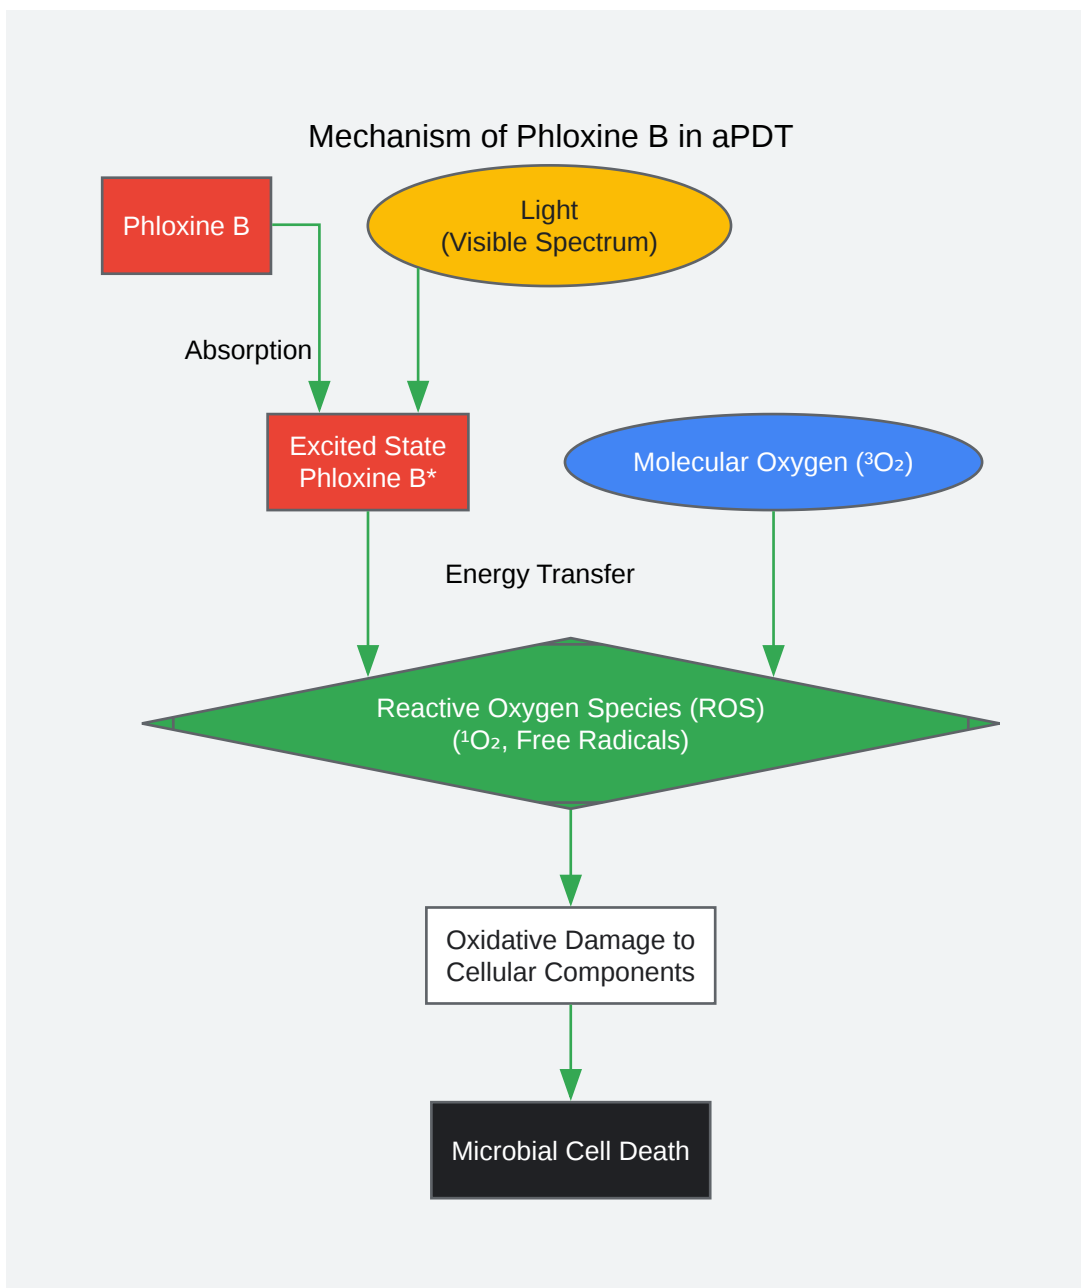 Mechanism of Phloxine B in aPDT
Phloxine B
Light
(Visible Spectrum)
Absorption
Excited State
Phloxine B*
Molecular Oxygen (³O₂)
Energy Transfer
Reactive Oxygen Species (ROS)
(¹O₂, Free Radicals)
Oxidative Damage to
Cellular Components
Microbial Cell Death